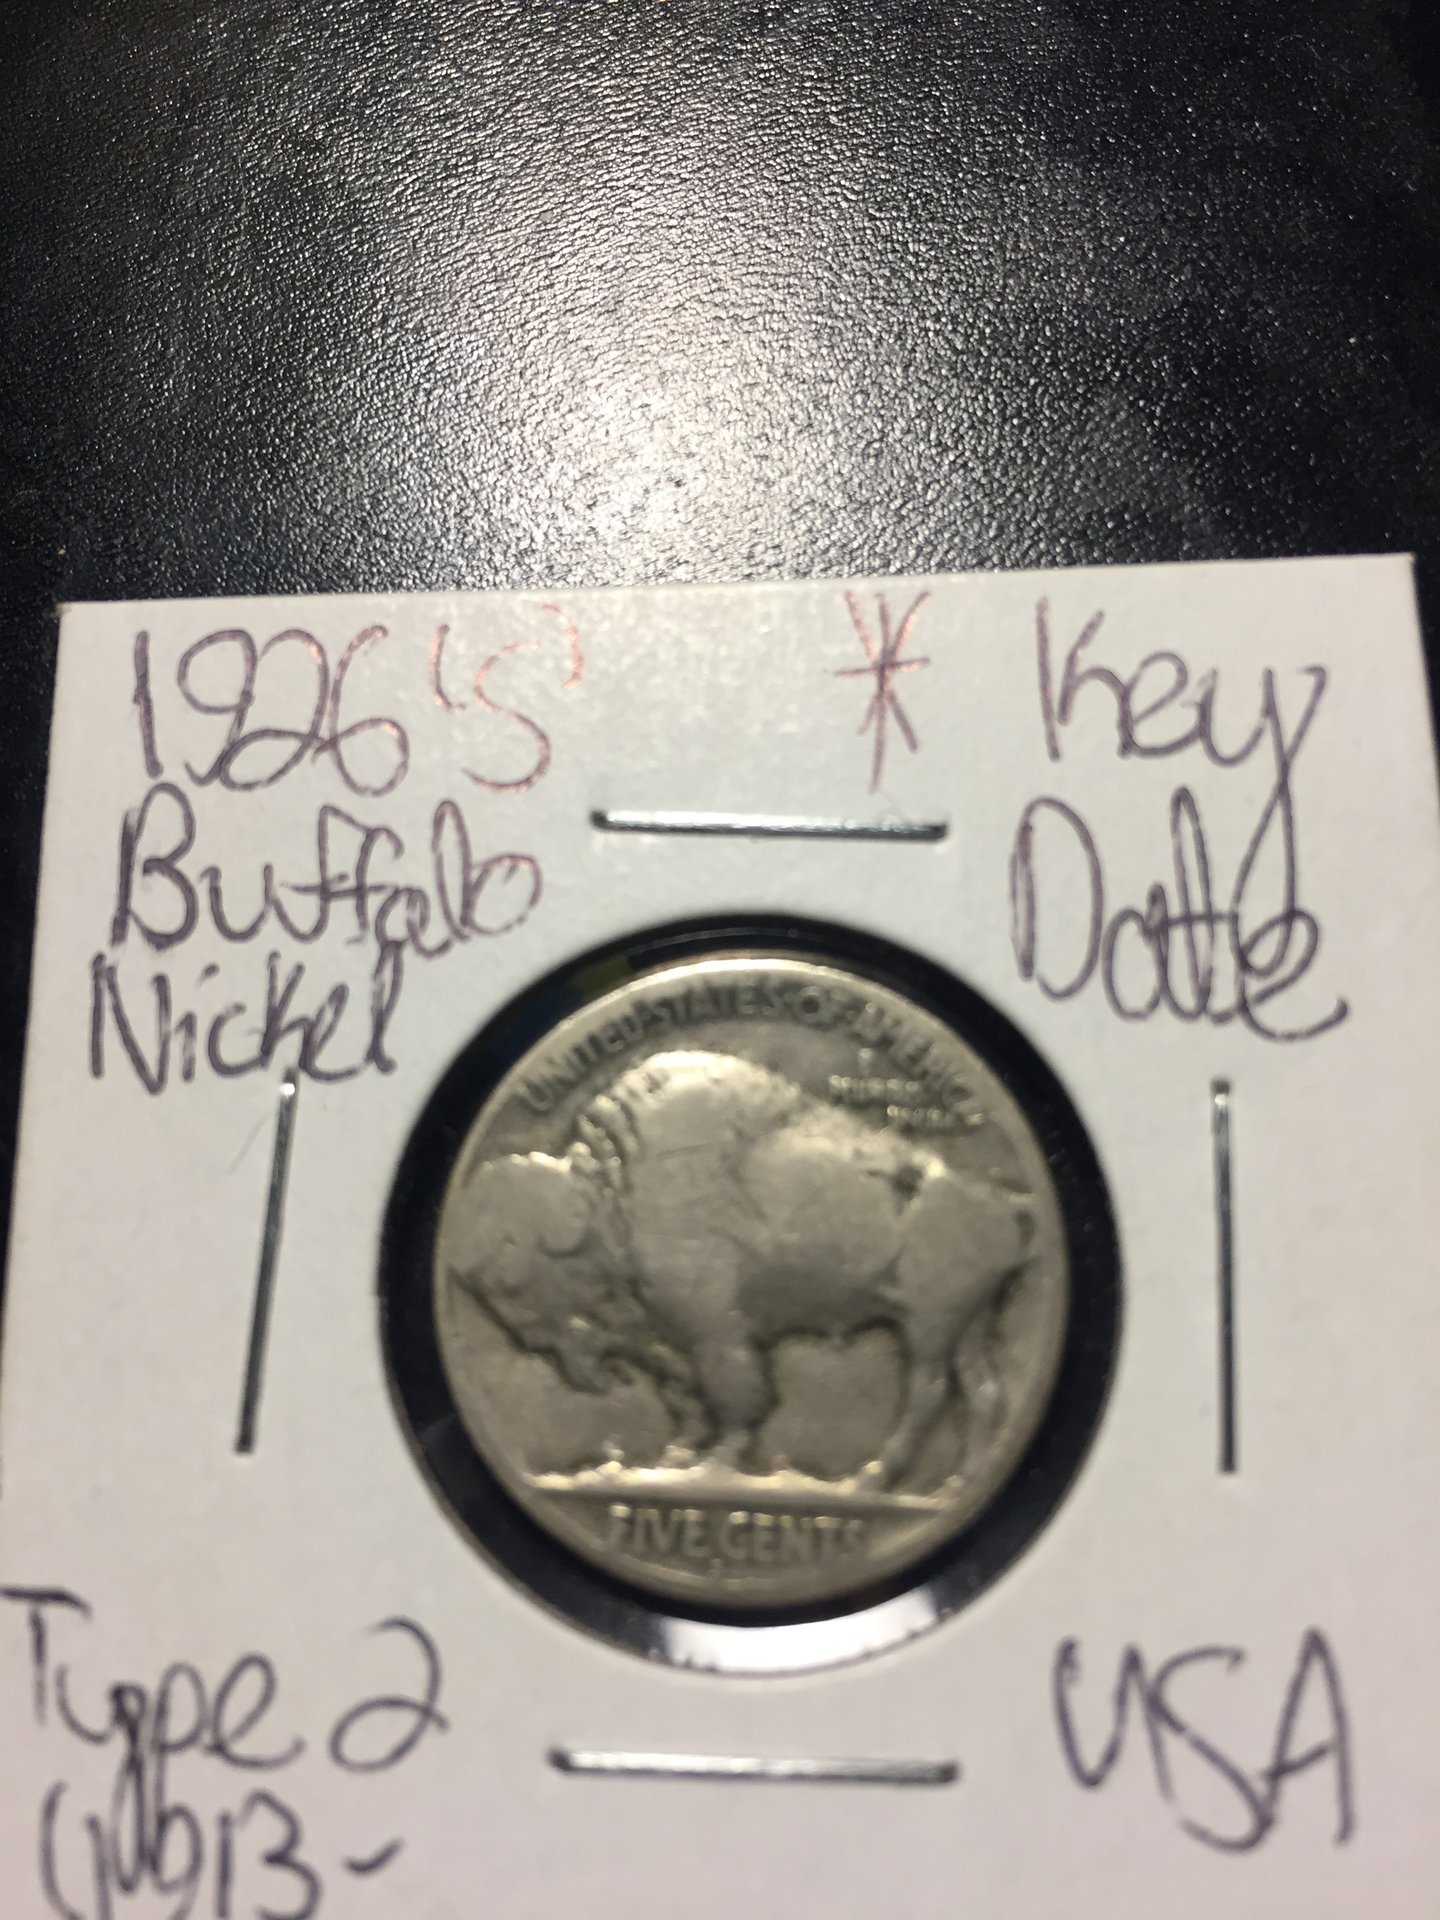 1926 'S' * Key
Buffalo Date
Nickel
UNITED STATES OF AMERICA
FIVE CENTS
S
Type 2 USA
1913-